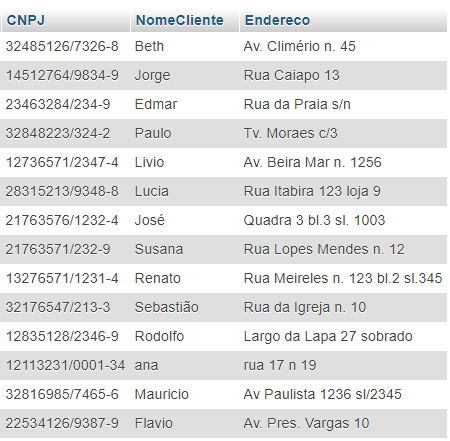 CNPJ NomeCliente Endereco
32485126/7326-8 Beth Av. Climério n. 45
14512764/9834-9 Jorge Rua Caiapo 13
23463284/234-9 Edmar Rua da Praia s/n
32848223/324-2 Paulo Tv. Moraes c/3
12736571/2347-4 Livio Av. Beira Mar n. 1256
28315213/9348-8 Lucia Rua Itabira 123 loja 9
21763576/1232-4 José Quadra 3 bl.3 sl. 1003
21763571/232-9 Susana Rua Lopes Mendes n. 12
13276571/1231-4 Renato Rua Meireles n. 123 bl.2 sl.345
32176547/213-3 Sebastião Rua da Igreja n. 10
12835128/2346-9 Rodolfo Largo da Lapa 27 sobrado
12113231/0001-34 ana rua 17 n 19
32816985/7465-6 Mauricio Av Paulista 1236 sl/2345
22534126/9387-9 Flavio Av. Pres. Vargas 10